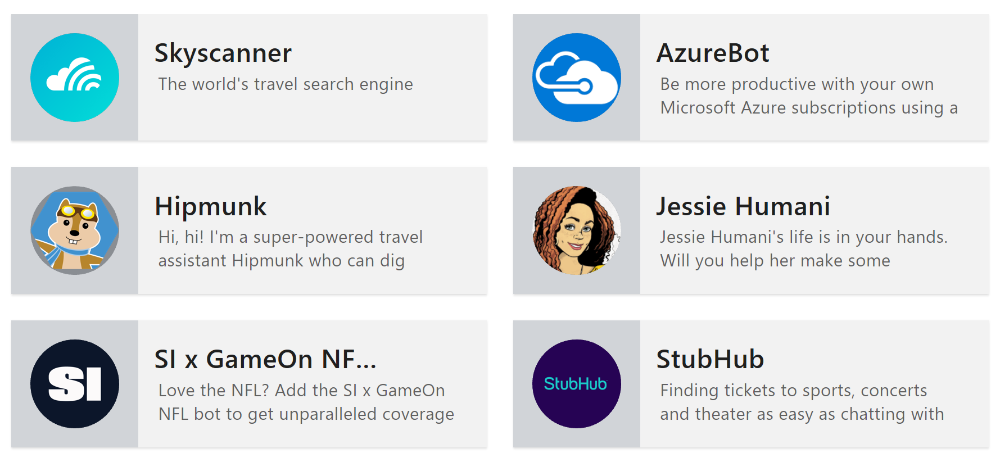 Skyscanner
The world's travel search engine
AzureBot
Be more productive with your own
Microsoft Azure subscriptions using a
Hipmunk
Hi, hi! I'm a super-powered travel
assistant Hipmunk who can dig
Jessie Humani
Jessie Humani's life is in your hands.
Will you help her make some
SI
SI x GameOn NF...
Love the NFL? Add the SI x GameOn
NFL bot to get unparalleled coverage
StubHub
StubHub
Finding tickets to sports, concerts
and theater as easy as chatting with